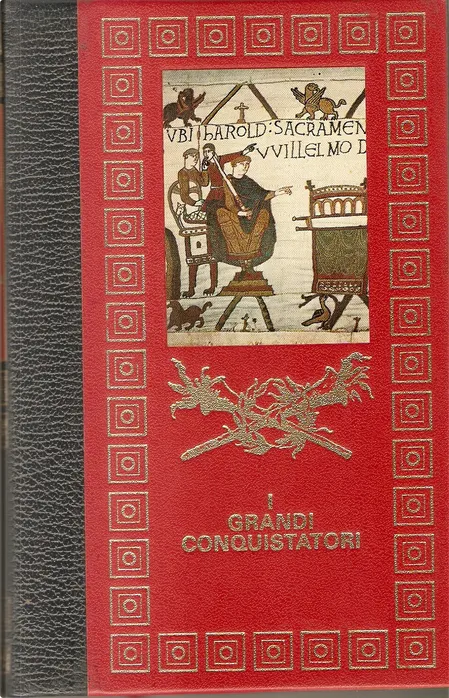 VBI hAROLD: SACRAMEN
VVILLELMO D
I
GRANDI
CONQUISTATORI